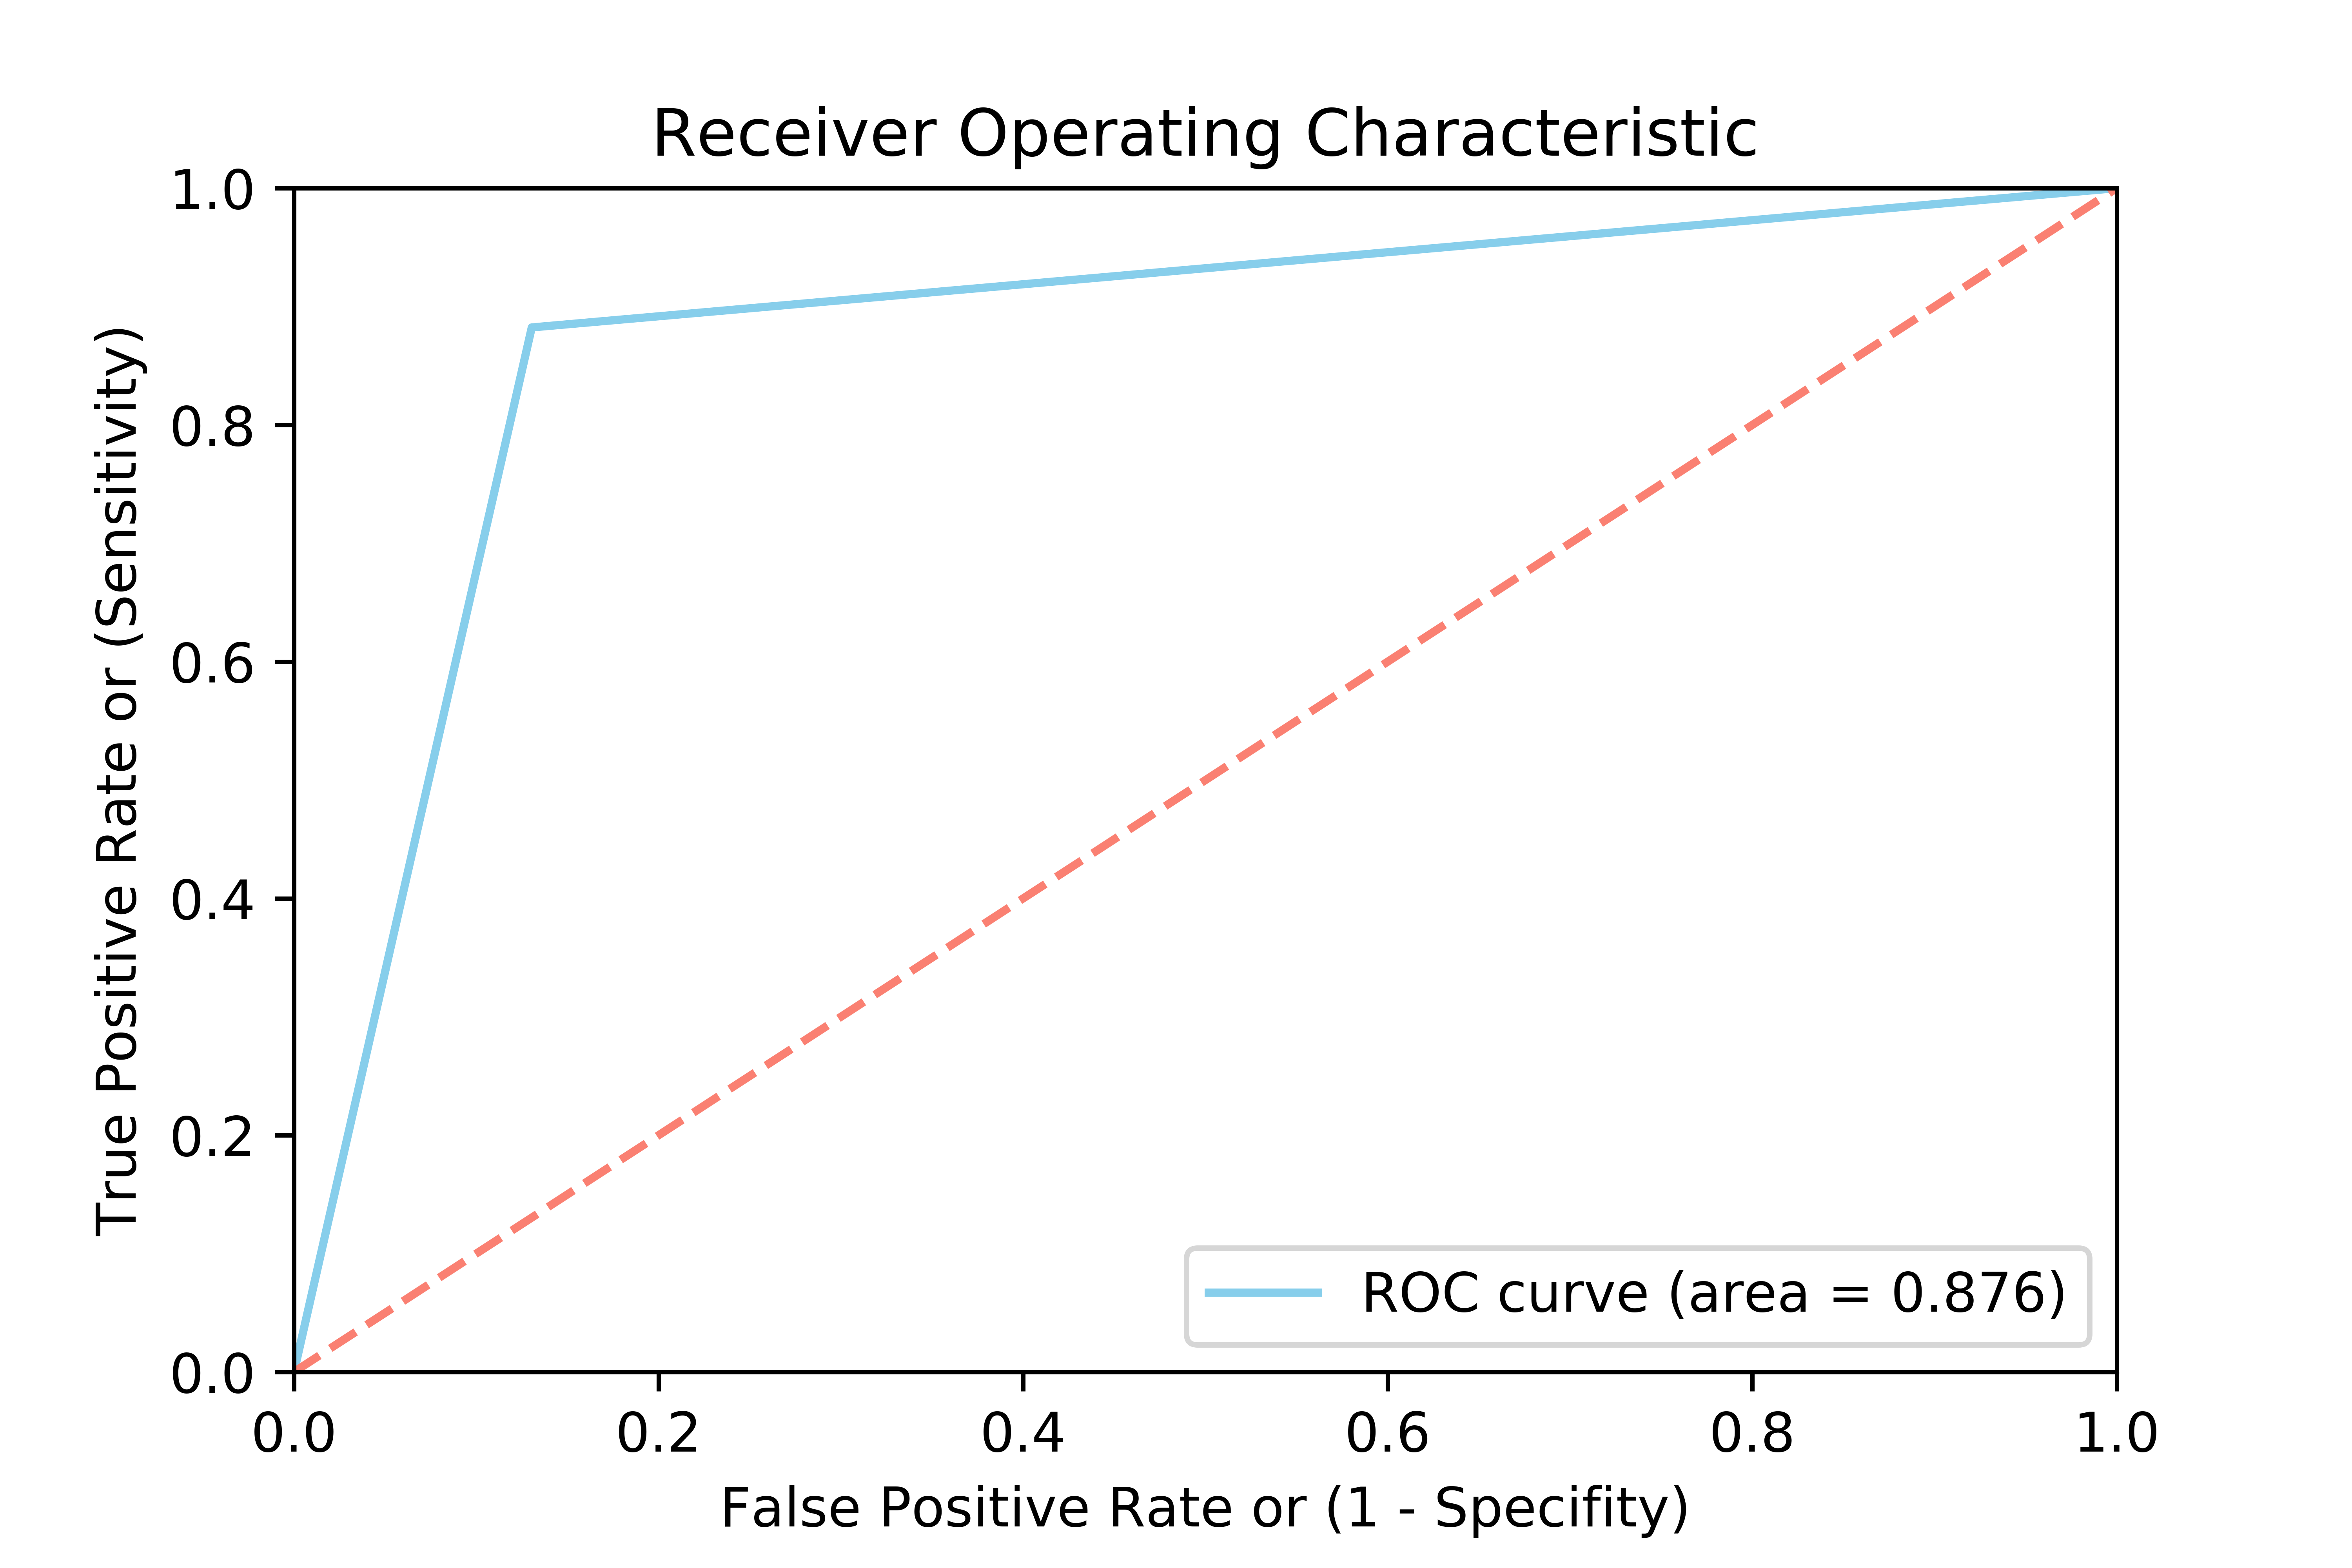 Receiver Operating Characteristic
True Positive Rate or (Sensitivity)
1.0
0.8
0.6
0.4
0.2
0.0
ROC curve (area = 0.876)
0.0 0.2 0.4 0.6 0.8 1.0
False Positive Rate or (1 - Specifity)